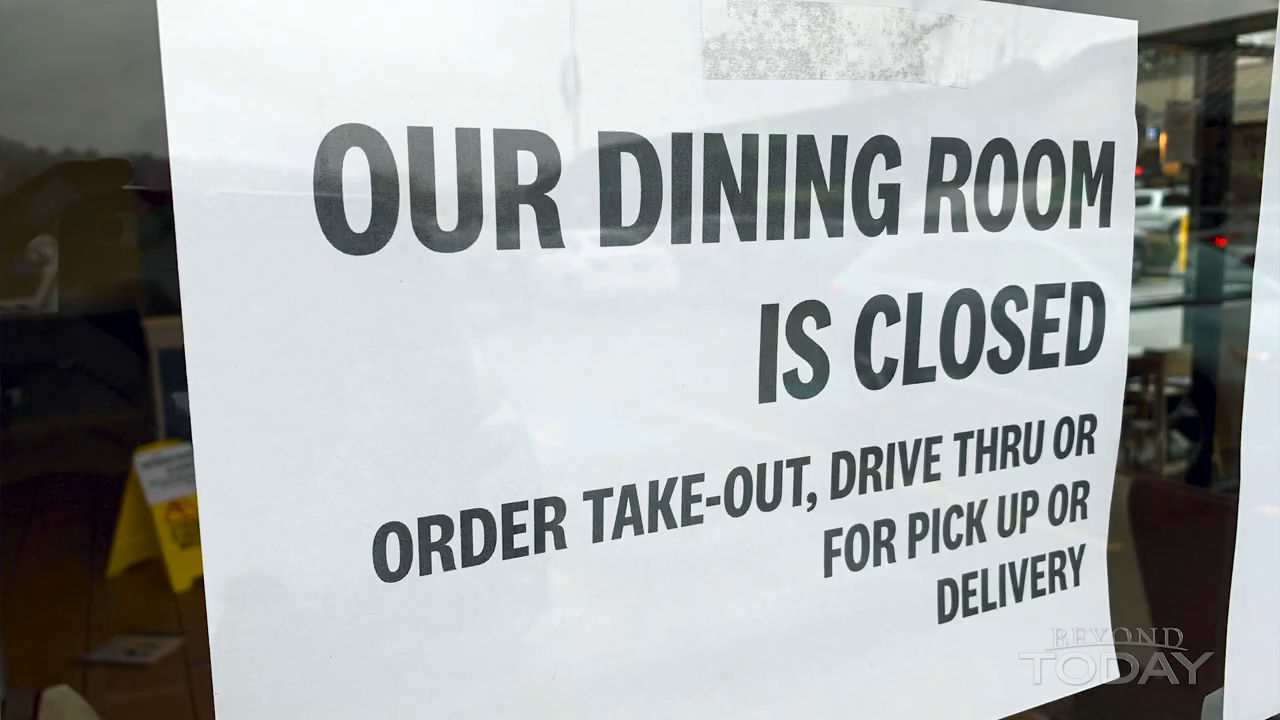 OUR DINING ROOM
IS CLOSED
ORDER TAKE-OUT, DRIVE THRU OR
FOR PICK UP OR
DELIVERY
BEYOND
TODAY